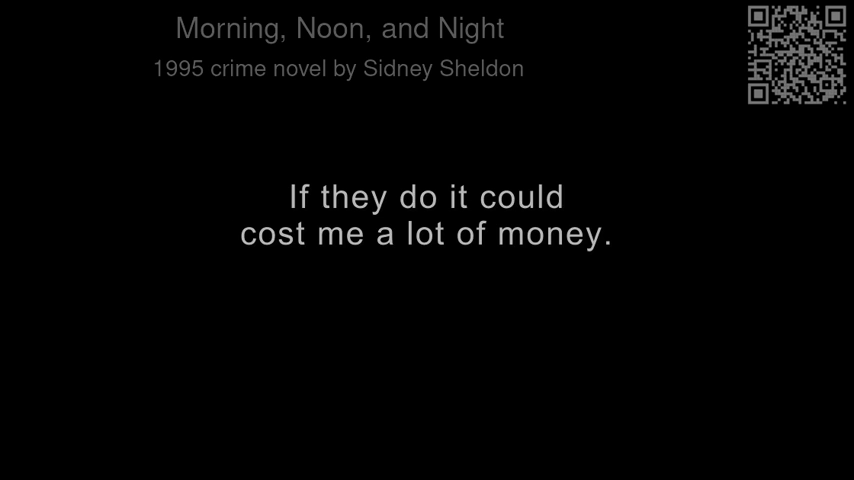 Morning, Noon, and Night
1995 crime novel by Sidney Sheldon
If they do it could
cost me a lot of money.